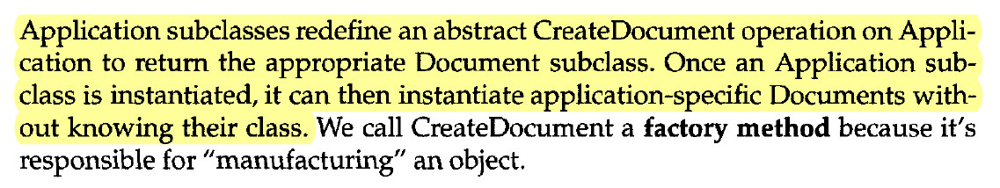 Application subclasses redefine an abstract CreateDocument operation on Appli-
cation to return the appropriate Document subclass. Once an Application sub-
class is instantiated, it can then instantiate application-specific Documents with-
out knowing their class. We call CreateDocument a factory method because it's
responsible for "manufacturing" an object.